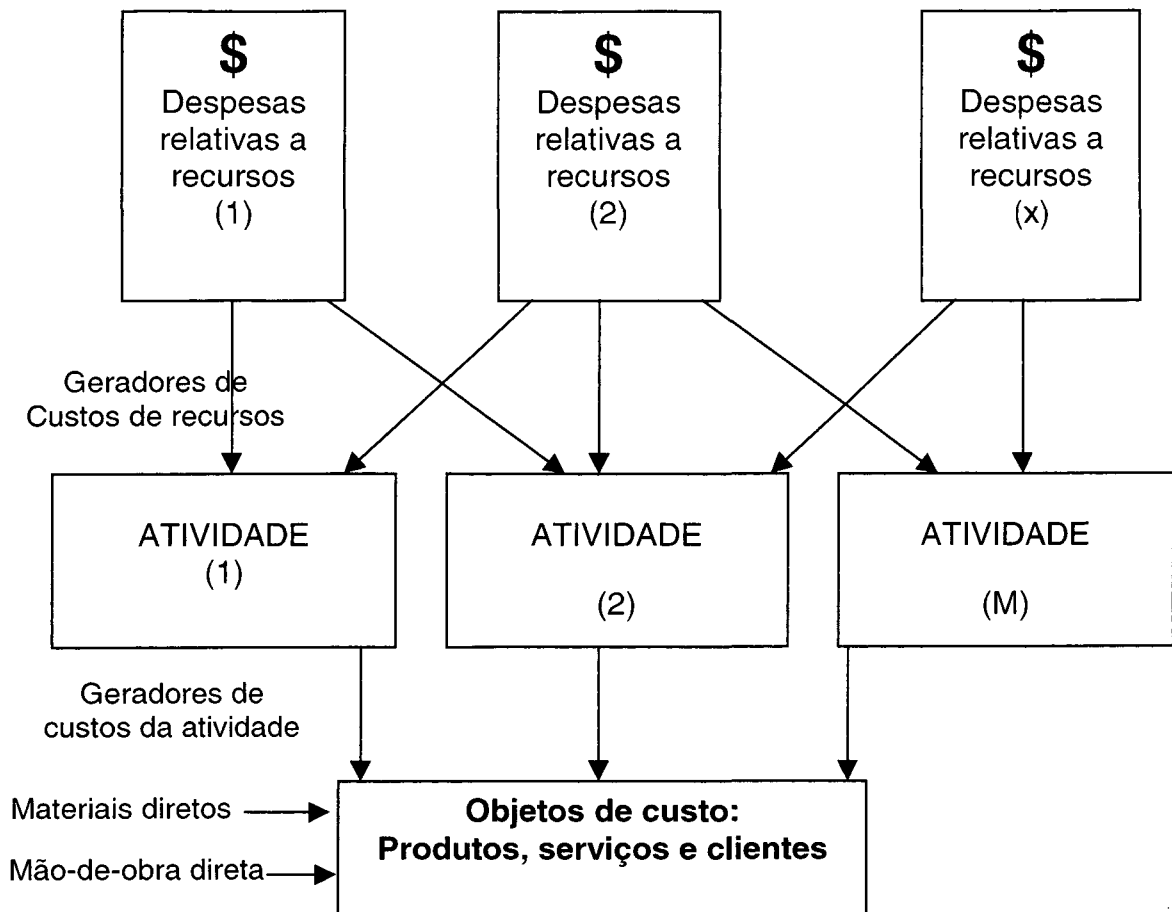 $
Despesas
relativas a
recursos
(1)
$
Despesas
relativas a
recursos
(2)
$
Despesas
relativas a
recursos
(x)
Geradores de
Custos de recursos
ATIVIDADE
(1)
ATIVIDADE
(2)
ATIVIDADE
(M)
Geradores de
custos da atividade
Materiais diretos
Mão-de-obra direta
Objetos de custo:
Produtos, serviços e clientes